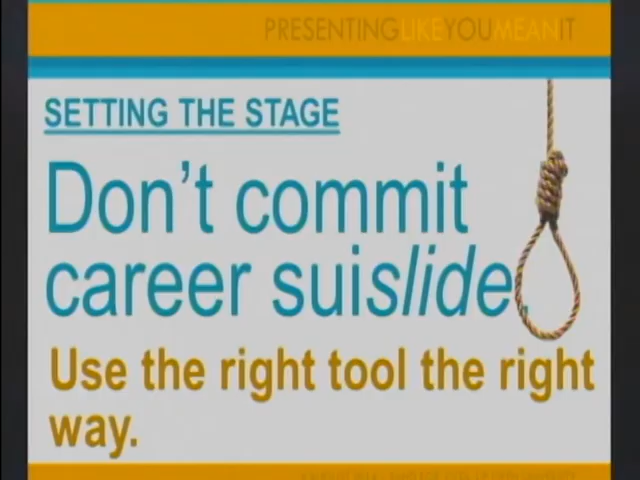 PRESENTINGLIKEYOUMEANIT
SETTING THE STAGE
Don't commit
career suislide.
Use the right tool the right
way.